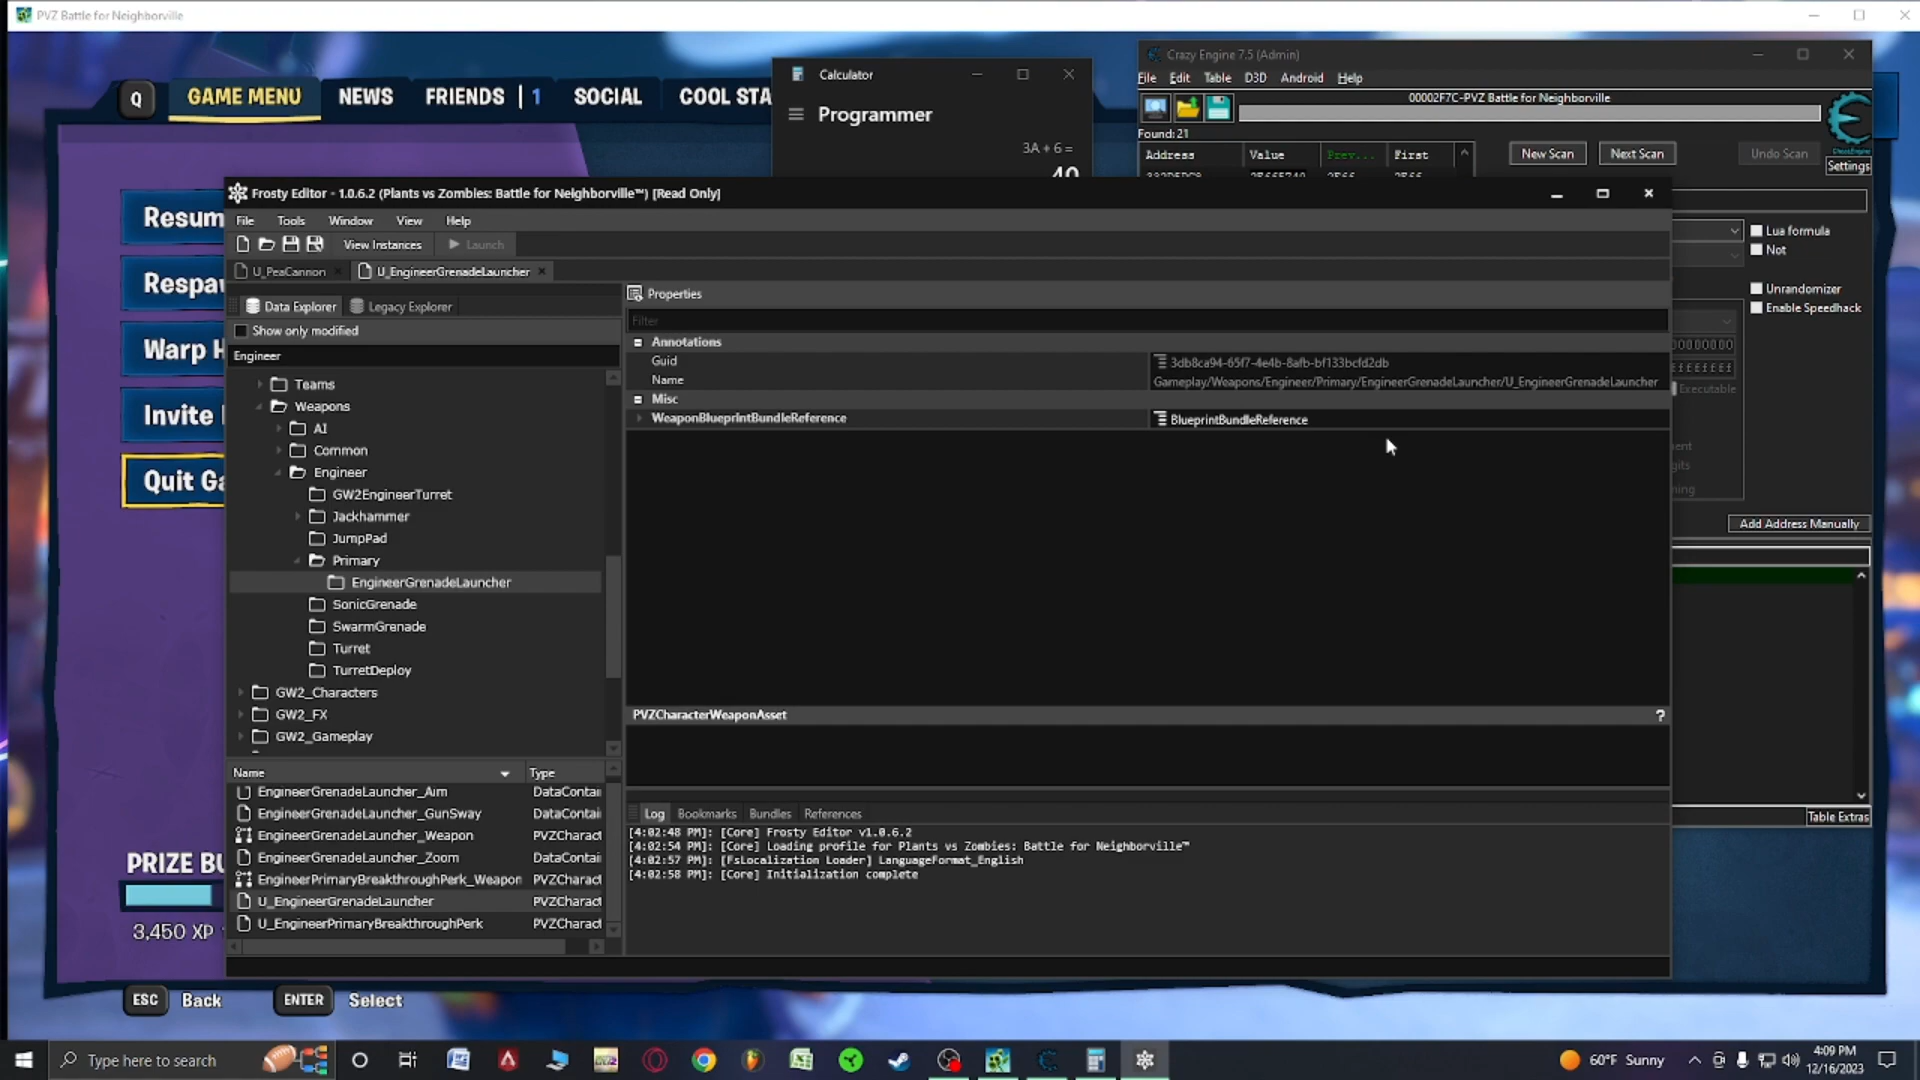 PVZ Battle for Neighborville
Q
GAME MENU
NEWS
FRIENDS | 1
SOCIAL
COOL STA
Resum
Respa
Warp H
Invite
Quit Ga
PRIZE BU
3,450 XP
ESC Back
ENTER Select
Calculator
Programmer
3A + 6 =
40
Crazy Engine 7.5 (Admin)
File Edit Table D3D Android Help
00002F7C-PVZ Battle for Neighborville
Found: 21
Address Value Prev... First
New Scan
Next Scan
Undo Scan
Settings
Lua formula
Not
Unrandomizer
Enable Speedhack
Executable
Add Address Manually
Table Extras
Frosty Editor - 1.0.6.2 (Plants vs Zombies: Battle for Neighborville™) [Read Only]
File Tools Window View Help
View Instances
Launch
U_PeaCannon
U_EngineerGrenadeLauncher
Data Explorer
Legacy Explorer
Show only modified
Engineer
Teams
Weapons
AI
Common
Engineer
GW2EngineerTurret
Jackhammer
JumpPad
Primary
EngineerGrenadeLauncher
SonicGrenade
SwarmGrenade
Turret
TurretDeploy
GW2_Characters
GW2_FX
GW2_Gameplay
Name Type
EngineerGrenadeLauncher_Aim DataContai
EngineerGrenadeLauncher_GunSway DataContai
EngineerGrenadeLauncher_Weapon PVZCharact
EngineerGrenadeLauncher_Zoom DataContai
EngineerPrimaryBreakthroughPerk_Weapon PVZCharact
U_EngineerGrenadeLauncher PVZCharact
U_EngineerPrimaryBreakthroughPerk PVZCharact
Properties
Filter
Annotations
Guid 3db8ca94-65f7-4e4b-8afb-bf133bcfd2db
Name Gameplay/Weapons/Engineer/Primary/EngineerGrenadeLauncher/U_EngineerGrenadeLauncher
Misc
WeaponBlueprintBundleReference BlueprintBundleReference
PVZCharacterWeaponAsset ?
Log Bookmarks Bundles References
[4:02:48 PM]: [Core] Frosty Editor v1.0.6.2
[4:02:54 PM]: [Core] Loading profile for Plants vs Zombies: Battle for Neighborville™
[4:02:57 PM]: [FsLocalization Loader] LanguageFormat_English
[4:02:58 PM]: [Core] Initialization complete
Type here to search
60°F Sunny
4:09 PM
12/16/2023